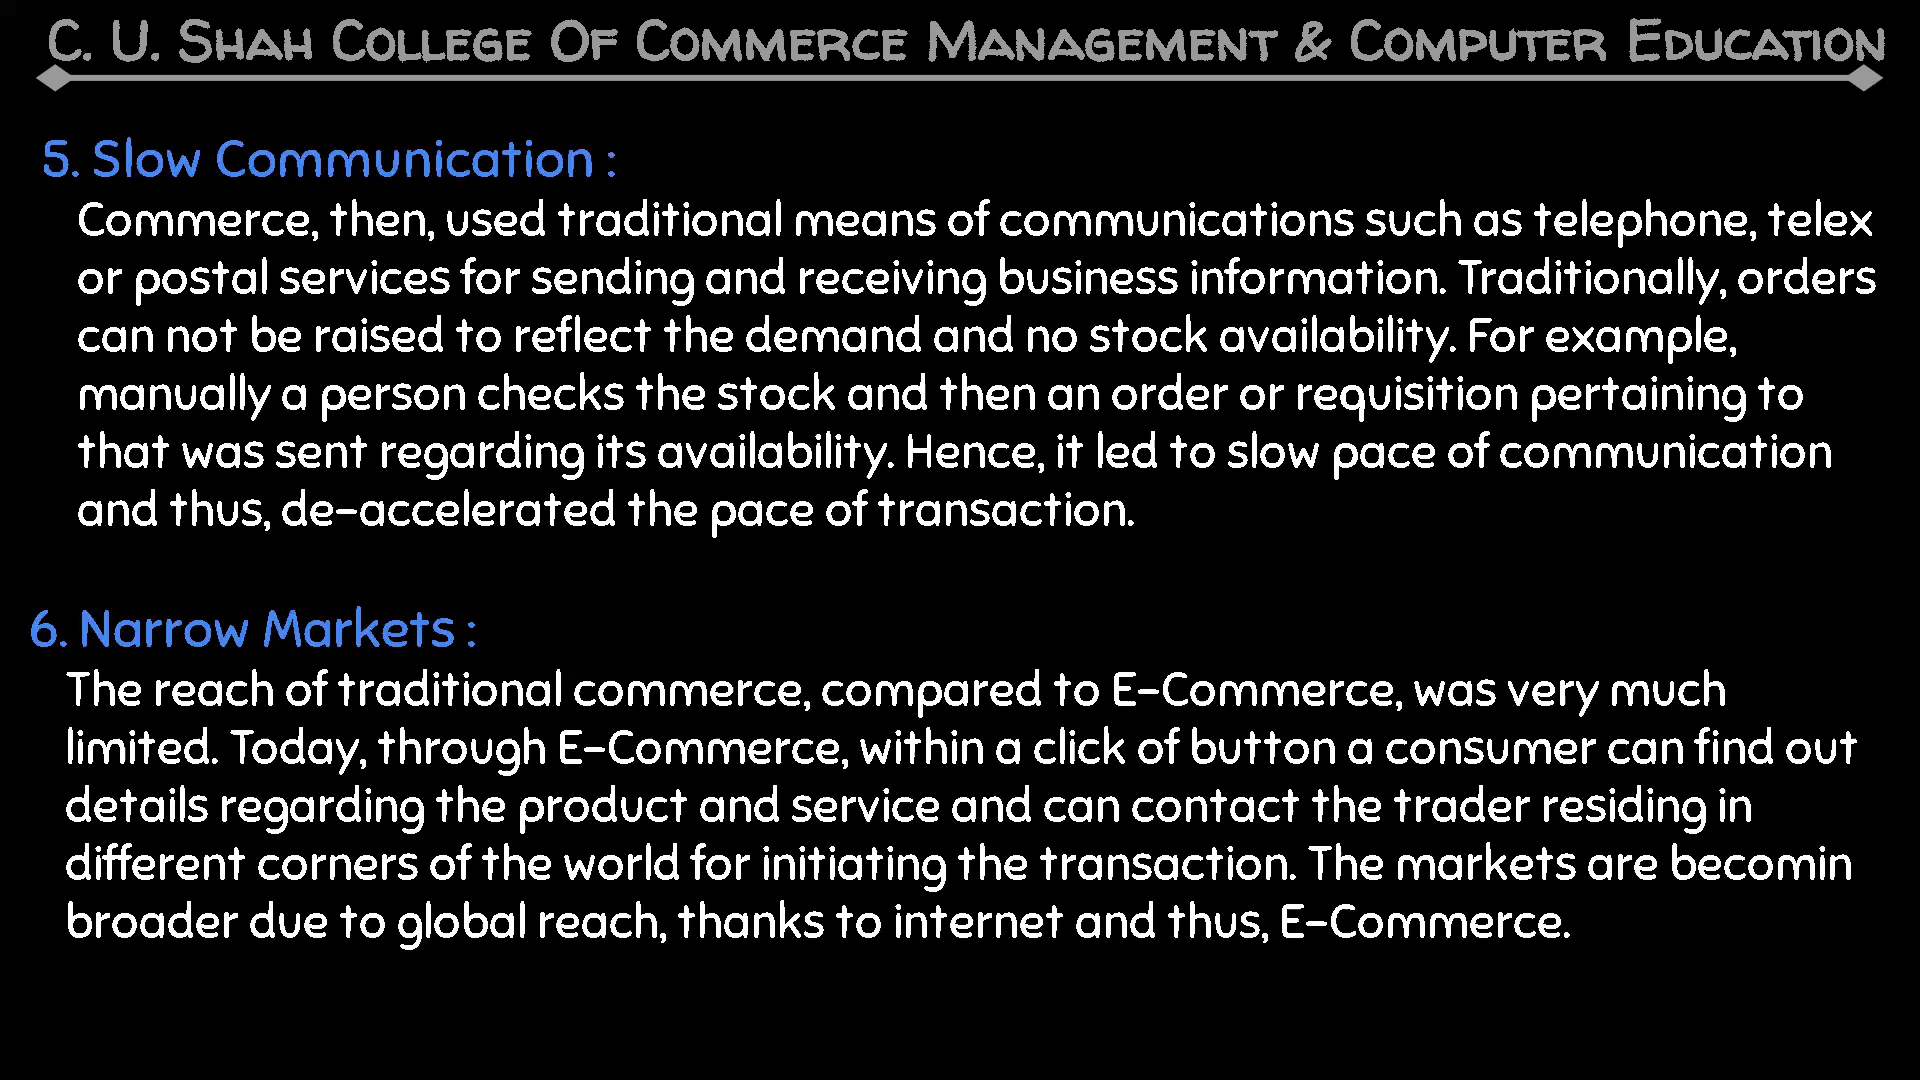 C. U. Shah College Of Commerce Management & Computer Education
5. Slow Communication :
Commerce, then, used traditional means of communications such as telephone, telex
or postal services for sending and receiving business information. Traditionally, orders
can not be raised to reflect the demand and no stock availability. For example,
manually a person checks the stock and then an order or requisition pertaining to
that was sent regarding its availability. Hence, it led to slow pace of communication
and thus, de-accelerated the pace of transaction.
6. Narrow Markets :
The reach of traditional commerce, compared to E-Commerce, was very much
limited. Today, through E-Commerce, within a click of button a consumer can find out
details regarding the product and service and can contact the trader residing in
different corners of the world for initiating the transaction. The markets are becomin
broader due to global reach, thanks to internet and thus, E-Commerce.